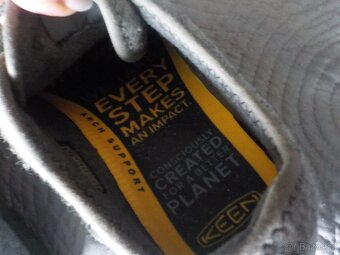 EVERY
STEP
MAKES
AN IMPACT.
ARCH SUPPORT
CONSCIOUSLY
CREATED
FOR A BETTER
PLANET
KEEN